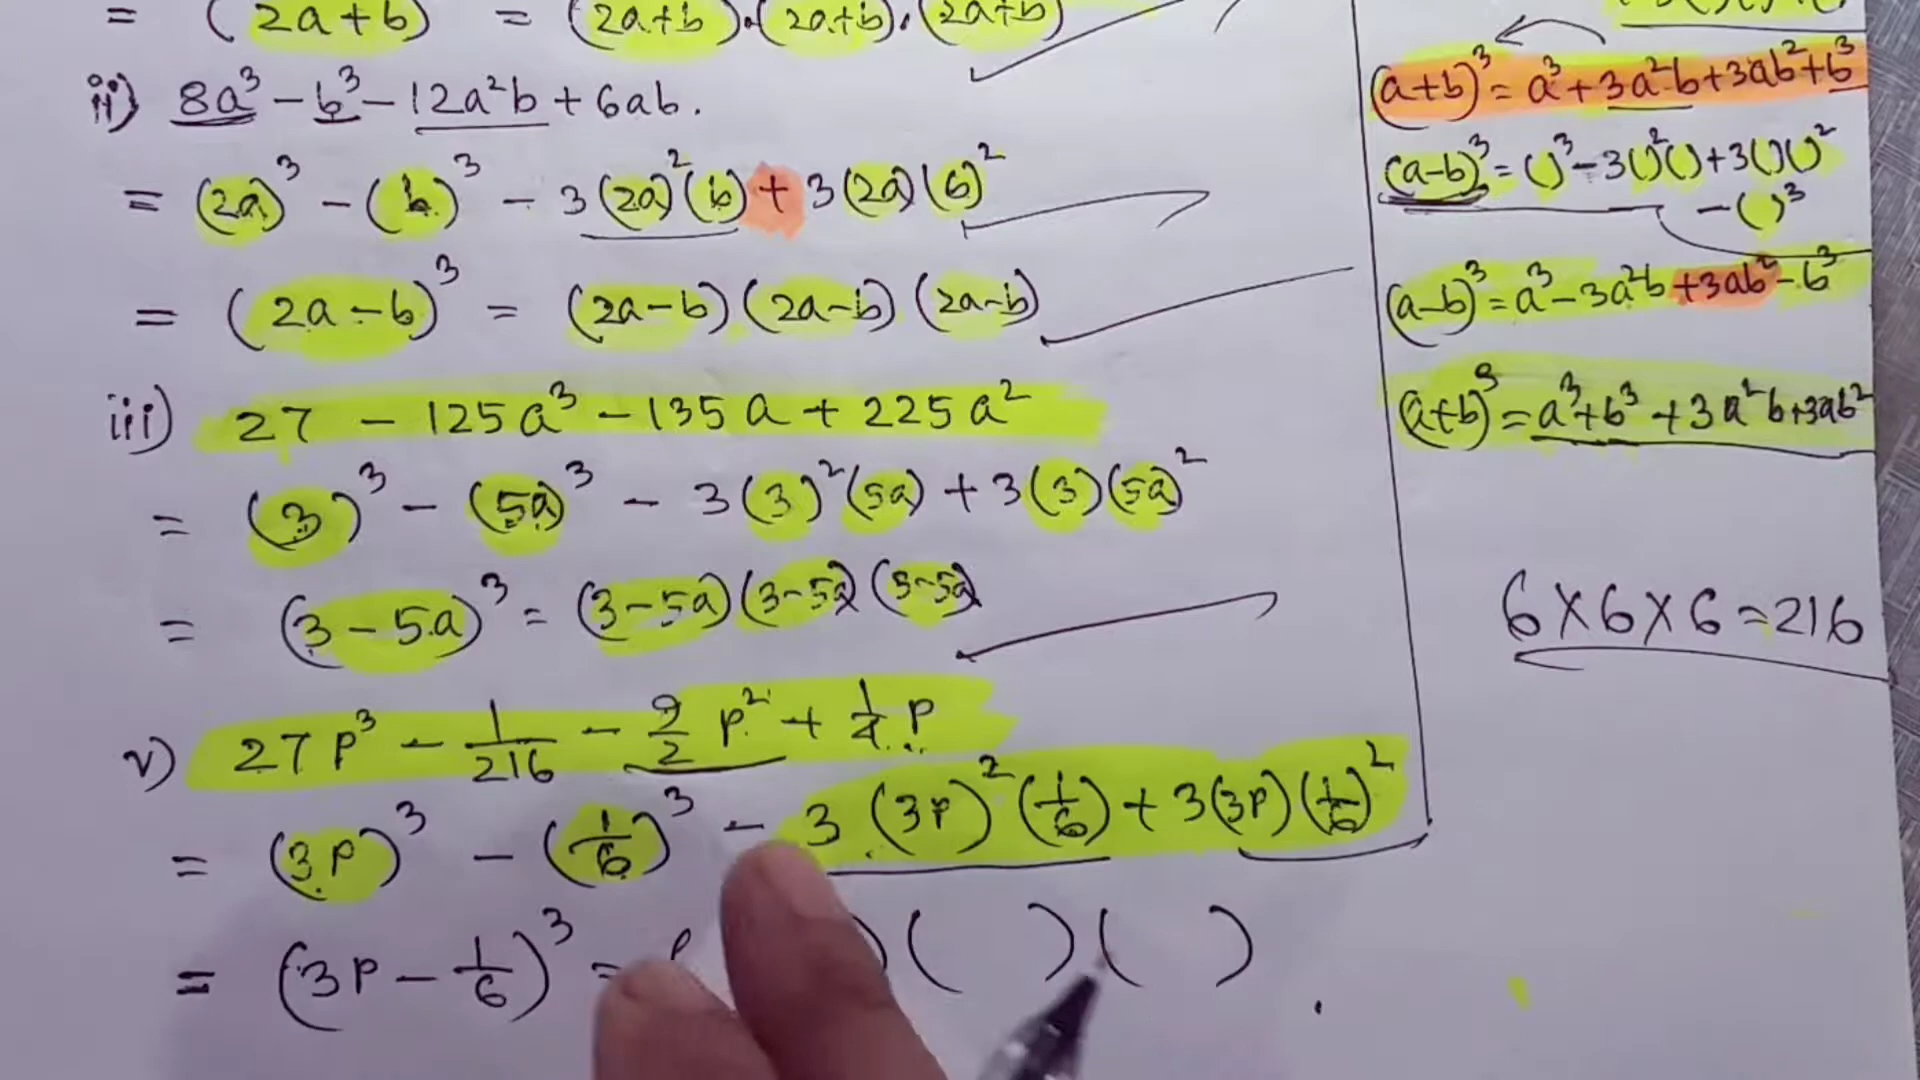 = (2a+b) = (2a+b).(2a+b).(2a+b)
ii) 8a³ - b³ - 12a²b + 6ab.
= (2a)³ - (b)³ - 3(2a)²(b) + 3(2a)(b)²
= (2a-b)³ = (2a-b)(2a-b)(2a-b)
iii) 27 - 125a³ - 135a + 225a²
= (3)³ - (5a)³ - 3(3)²(5a) + 3(3)(5a)²
= (3-5a)³ = (3-5a)(3-5a)(3-5a)
v) 27P³ - 1/216 - 9/2 P² + 1/4 P
= (3P)³ - (1/6)³ - 3(3P)²(1/6) + 3(3P)(1/6)²
= (3P - 1/6)³ = ( )( )( ).
(a+b)³ = a³+3a²b+3ab²+b³
(a-b)³ = ()³-3()²()+3()()²
-( )³
(a-b)³ = a³-3a²b+3ab²-b³
(a+b)³ = a³+b³+3a²b+3ab²
6×6×6=216